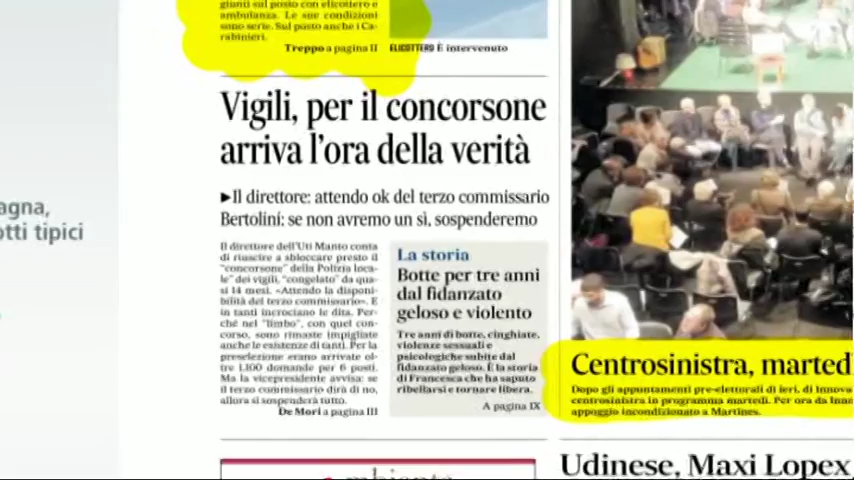 agna,
tti tipici
giunti sul posto con elicottero e
ambulanza. Le sue condizioni
sono serie. Sul posto anche i Ca-
rabinieri.
Treppo a pagina II
ELICOTTERO È intervenuto
Vigili, per il concorsone
arriva l'ora della verità
►Il direttore: attendo ok del terzo commissario
Bertolini: se non avremo un sì, sospenderemo
Il direttore dell'Uti Manto conta
di riuscire a sbloccare presto il
"concorsone" della Polizia loca-
le" dei vigili, "congelato" da qua-
si 14 mesi. «Attendo la disponi-
bilità del terzo commissario». E
in tanti incrociano le dita. Per-
ché nel "limbo", con quel con-
corso, sono rimaste impigliate
anche le esistenze di tanti. Per la
preselezione erano arrivate ol-
tre 1.100 domande per 6 posti.
Ma la vicepresidente avvisa: se
il terzo commissario dirà di no,
allora si sospenderà tutto.
De Mori a pagina III
La storia
Botte per tre anni
dal fidanzato
geloso e violento
Tre anni di botte, cinghiate,
violenze sessuali e
psicologiche subite dal
fidanzato geloso. È la storia
di Francesca che ha saputo
ribellarsi e tornare libera.
A pagina IX
Centrosinistra, martedì
Dopo gli appuntamenti pre-elettorali di ieri, di Innova
centrosinistra in programma martedì. Per ora da Inn
appoggio incondizionato a Martines.
Udinese, Maxi Lopex
ambiente